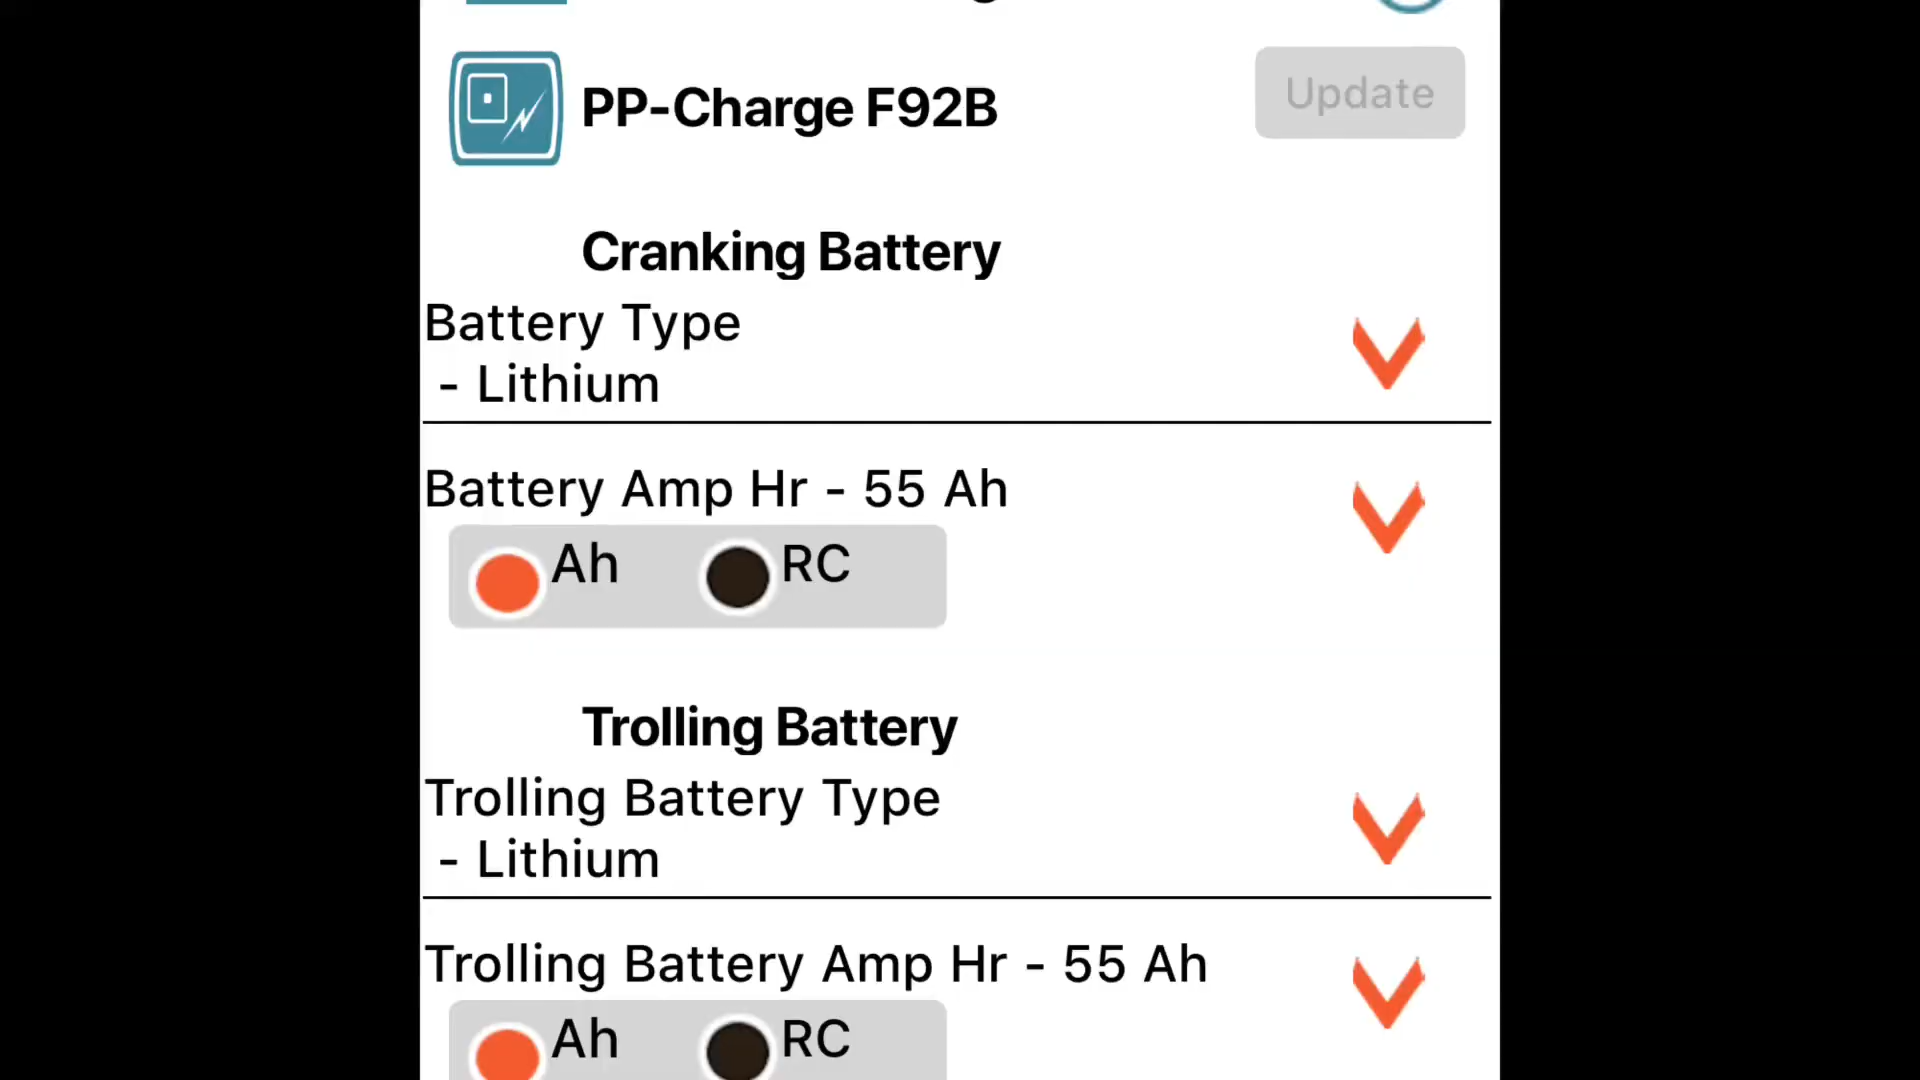 PP-Charge F92B
Update
Cranking Battery
Battery Type
- Lithium
Battery Amp Hr - 55 Ah
Ah RC
Trolling Battery
Trolling Battery Type
- Lithium
Trolling Battery Amp Hr - 55 Ah
Ah RC